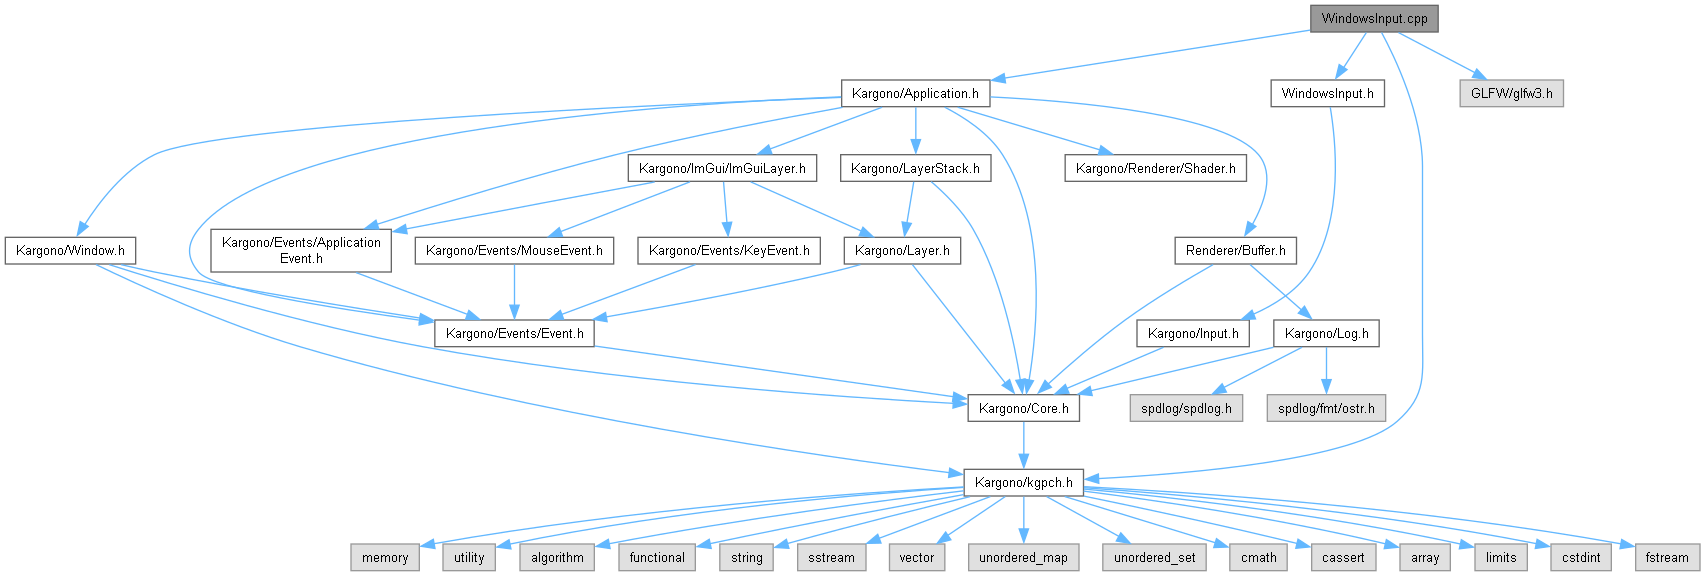 WindowsInput.cpp
Kargono/Application.h
WindowsInput.h
GLFW/glfw3.h
Kargono/ImGui/ImGuiLayer.h
Kargono/LayerStack.h
Kargono/Renderer/Shader.h
Kargono/Window.h
Kargono/Events/Application
Event.h
Kargono/Events/MouseEvent.h
Kargono/Events/KeyEvent.h
Kargono/Layer.h
Renderer/Buffer.h
Kargono/Events/Event.h
Kargono/Input.h
Kargono/Log.h
Kargono/Core.h
spdlog/spdlog.h
spdlog/fmt/ostr.h
Kargono/kgpch.h
memory
utility
algorithm
functional
string
sstream
vector
unordered_map
unordered_set
cmath
cassert
array
limits
cstdint
fstream